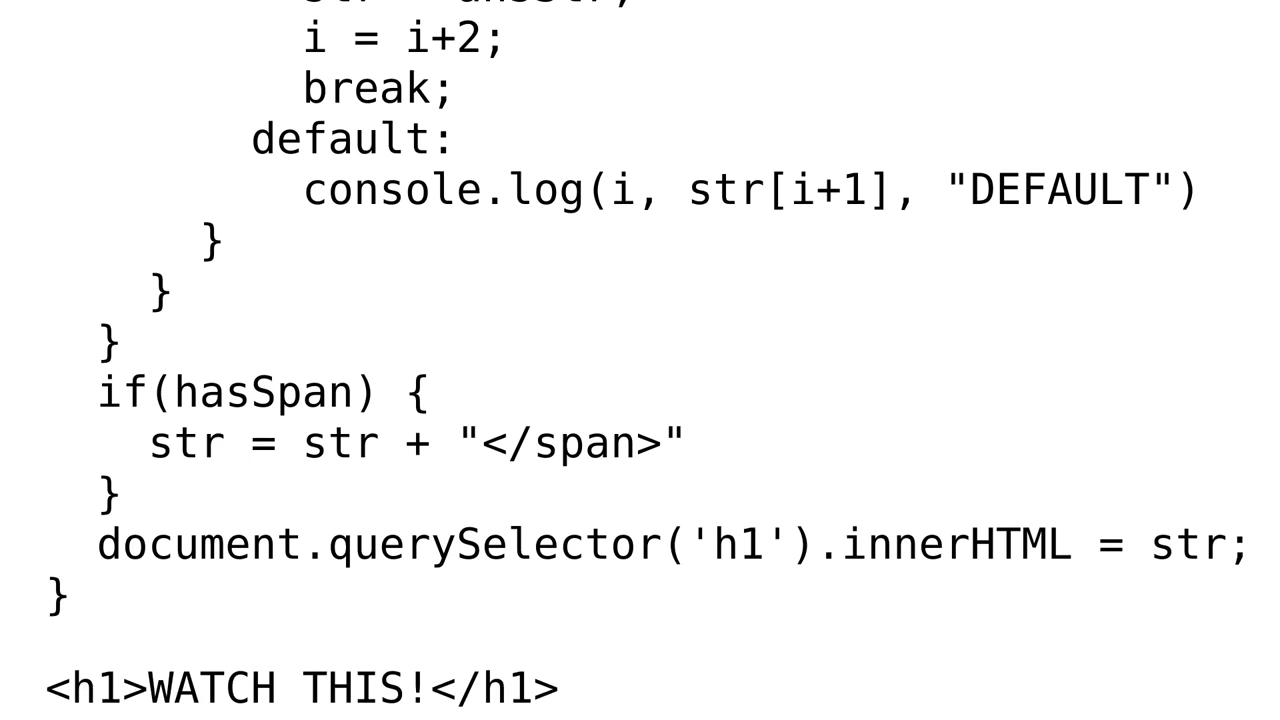 i = i+2;
break;
default:
console.log(i, str[i+1], "DEFAULT")
}
}
}
if(hasSpan) {
str = str + "</span>"
}
document.querySelector('h1').innerHTML = str;
}
<h1>WATCH THIS!</h1>